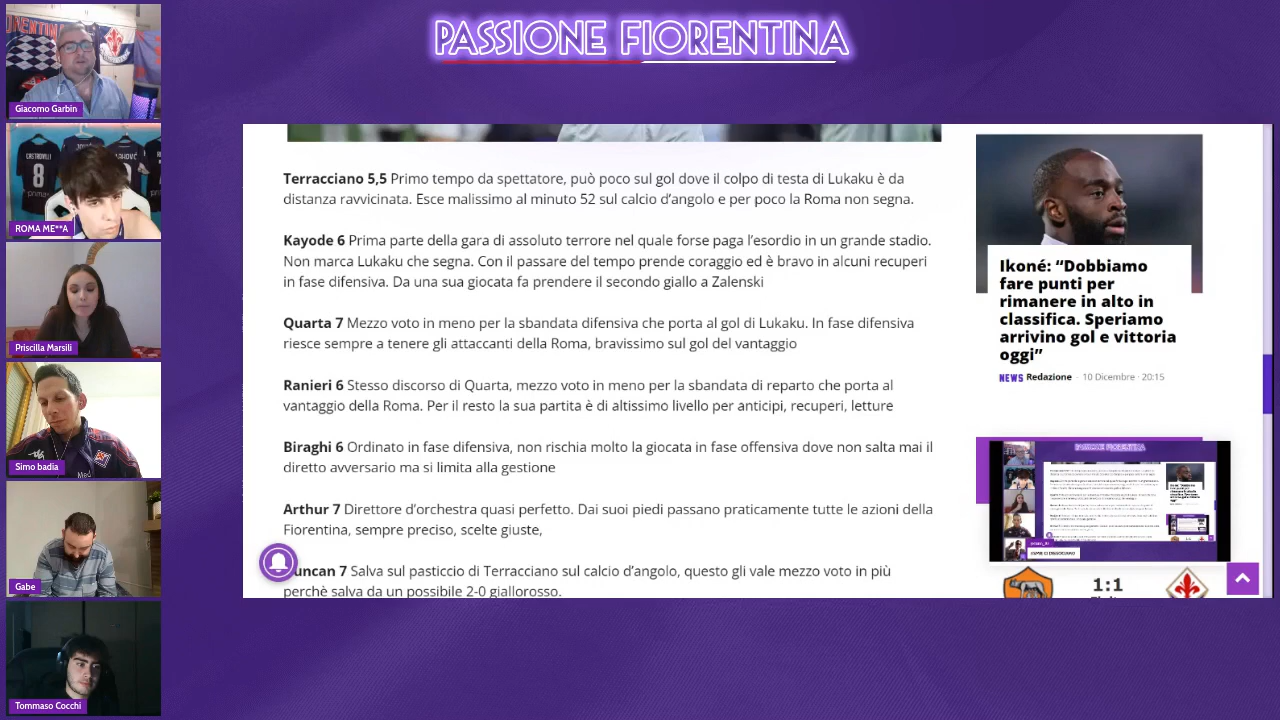 PASSIONE FIORENTINA
Giacomo Garbin
CASTROVILLI
8
ROMA ME**A
Priscilla Marsili
Simo badia
Gabe
Tommaso Cocchi
Terracciano 5,5 Primo tempo da spettatore, può poco sul gol dove il colpo di testa di Lukaku è da
distanza ravvicinata. Esce malissimo al minuto 52 sul calcio d'angolo e per poco la Roma non segna.
Kayode 6 Prima parte della gara di assoluto terrore nel quale forse paga l'esordio in un grande stadio.
Non marca Lukaku che segna. Con il passare del tempo prende coraggio ed è bravo in alcuni recuperi
in fase difensiva. Da una sua giocata fa prendere il secondo giallo a Zalenski
Quarta 7 Mezzo voto in meno per la sbandata difensiva che porta al gol di Lukaku. In fase difensiva
riesce sempre a tenere gli attaccanti della Roma, bravissimo sul gol del vantaggio
Ranieri 6 Stesso discorso di Quarta, mezzo voto in meno per la sbandata di reparto che porta al
vantaggio della Roma. Per il resto la sua partita è di altissimo livello per anticipi, recuperi, letture
Biraghi 6 Ordinato in fase difensiva, non rischia molto la giocata in fase offensiva dove non salta mai il
diretto avversario ma si limita alla gestione
Arthur 7 quasi perfetto. Dai suoi piedi passano praticamente tutte le azioni della
Fiorentina, sempre preciso, scelte giuste,
uncan 7 Salva sul pasticcio di Terracciano sul calcio d'angolo, questo gli vale mezzo voto in più
perchè salva da un possibile 2-0 giallorosso.
Ikoné: "Dobbiamo
fare punti per
rimanere in alto in
classifica. Speriamo
arrivino gol e vittoria
oggi"
NEWS Redazione - 10 Dicembre · 20:15
PASSIONE FIORENTINA
1:1